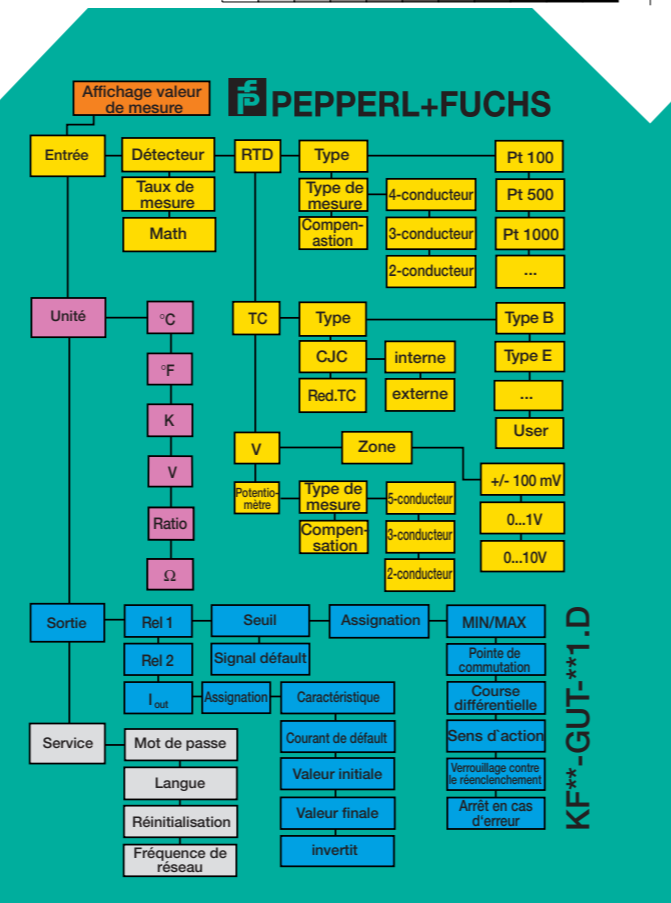 Affichage valeur
de mesure
PEPPERL+FUCHS
Entrée
Détecteur
RTD
Type
Pt 100
Taux de
mesure
Type de
mesure
4-conducteur
Pt 500
Math
Compen-
astion
3-conducteur
Pt 1000
2-conducteur
...
Unité
°C
TC
Type
Type B
°F
CJC
interne
Type E
K
Red.TC
externe
...
User
V
V
Zone
+/- 100 mV
Potentio-
mètre
Type de
mesure
5-conducteur
Ratio
Compen-
sation
3-conducteur
0...1V
Ω
2-conducteur
0...10V
Sortie
Rel 1
Seuil
Assignation
MIN/MAX
Rel 2
Signal défault
Pointe de
commutation
I out
Assignation
Caractéristique
Course
différentielle
Service
Mot de passe
Courant de défault
Sens d`action
Langue
Valeur initiale
Verrouillage contre
le réenclenchement
Réinitialisation
Valeur finale
Arrêt en cas
d'erreur
Fréquence de
réseau
invertit
KF**-GUT-**1.D